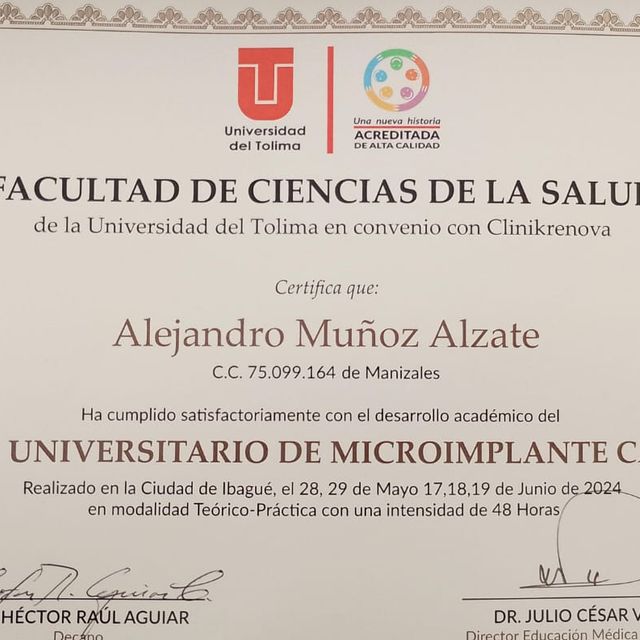 Universidad
del Tolima
Una nueva historia
ACREDITADA
DE ALTA CALIDAD
FACULTAD DE CIENCIAS DE LA SALU
de la Universidad del Tolima en convenio con Clinikrenova
Certifica que:
Alejandro Muñoz Alzate
C.C. 75.099.164 de Manizales
Ha cumplido satisfactoriamente con el desarrollo académico del
UNIVERSITARIO DE MICROIMPLANTE CA
Realizado en la Ciudad de Ibagué, el 28, 29 de Mayo 17,18,19 de Junio de 2024
en modalidad Teórico-Práctica con una intensidad de 48 Horas
HÉCTOR RAÚL AGUIAR
Decano
DR. JULIO CÉSAR V
Director Educación Médica